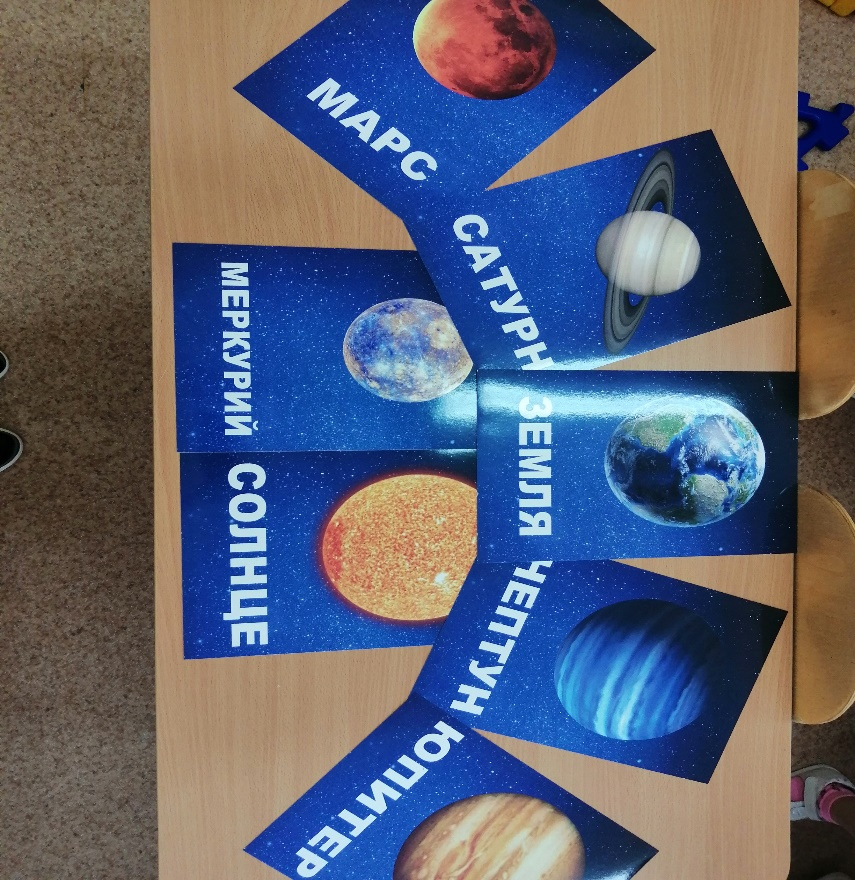 МАРС
САТУРН
МЕРКУРИЙ
ЗЕМЛЯ
СОЛНЦЕ
НЕПТУН
ЮПИТЕР